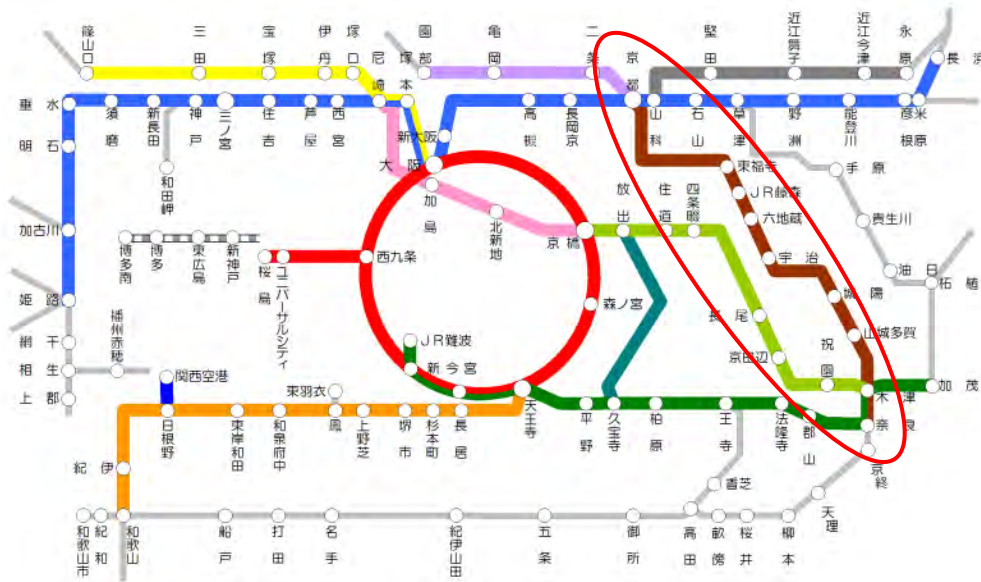 篠山口
三田
宝塚
伊丹
塚口
尼崎
塚本
園部
亀岡
二条
京都
堅田
近江舞子
近江今津
永原
長浜
垂水
須磨
新長田
神戸
三ノ宮
住吉
芦屋
西宮
新大阪
高槻
長岡京
山科
石山
草津
野洲
能登川
彦根
米原
明石
和田岬
大阪
加島
北新地
京橋
放出
住道
四条畷
東福寺
JR藤森
六地蔵
宇治
城陽
山城多賀
手原
貴生川
油日
柘植
加古川
博多南
博多
東広島
新神戸
桜島
ユニバーサルシティ
西九条
森ノ宮
姫路
網干
播州赤穂
相生
上郡
関西空港
東羽衣
JR難波
新今宮
天王寺
長尾
京田辺
祝園
木津
加茂
奈良
日根野
東岸和田
和泉府中
鳳
上野芝
堺市
杉本町
長居
平野
久宝寺
柏原
王寺
法隆寺
郡山
京終
紀伊
香芝
天理
和歌山市
紀和
和歌山
船戸
打田
名手
紀伊山田
五条
御所
高田
畝傍
桜井
柳本